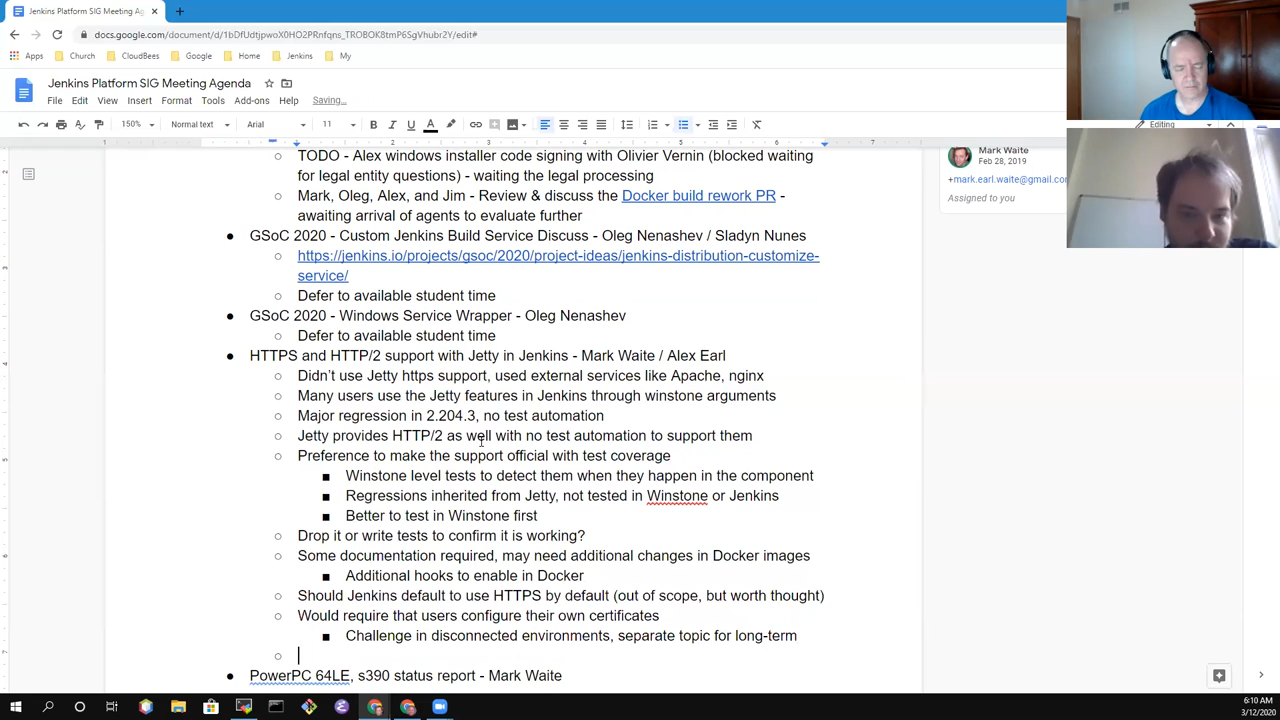 Jenkins Platform SIG Meeting Age
docs.google.com/document/d/1bDfUdtjpwoX0HO2PRnfqns_TROBOK8tmP6SgVhubr2Y/edit#
Apps Church CloudBees Google Home Jenkins My
Jenkins Platform SIG Meeting Agenda
File Edit View Insert Format Tools Add-ons Help Saving...
150% Normal text Arial 11 B I U A Editing
1 1 2 3 4 5 6 7
TODO - Alex windows installer code signing with Olivier Vernin (blocked waiting
for legal entity questions) - waiting the legal processing
Mark, Oleg, Alex, and Jim - Review & discuss the Docker build rework PR -
awaiting arrival of agents to evaluate further
GSoC 2020 - Custom Jenkins Build Service Discuss - Oleg Nenashev / Sladyn Nunes
https://jenkins.io/projects/gsoc/2020/project-ideas/jenkins-distribution-customize-
service/
Defer to available student time
GSoC 2020 - Windows Service Wrapper - Oleg Nenashev
Defer to available student time
HTTPS and HTTP/2 support with Jetty in Jenkins - Mark Waite / Alex Earl
Didn't use Jetty https support, used external services like Apache, nginx
Many users use the Jetty features in Jenkins through winstone arguments
Major regression in 2.204.3, no test automation
Jetty provides HTTP/2 as well with no test automation to support them
Preference to make the support official with test coverage
Winstone level tests to detect them when they happen in the component
Regressions inherited from Jetty, not tested in Winstone or Jenkins
Better to test in Winstone first
Drop it or write tests to confirm it is working?
Some documentation required, may need additional changes in Docker images
Additional hooks to enable in Docker
Should Jenkins default to use HTTPS by default (out of scope, but worth thought)
Would require that users configure their own certificates
Challenge in disconnected environments, separate topic for long-term
PowerPC 64LE, s390 status report - Mark Waite
Mark Waite
Feb 28, 2019
+mark.earl.waite@gmail.co
Assigned to you
6:10 AM
3/12/2020